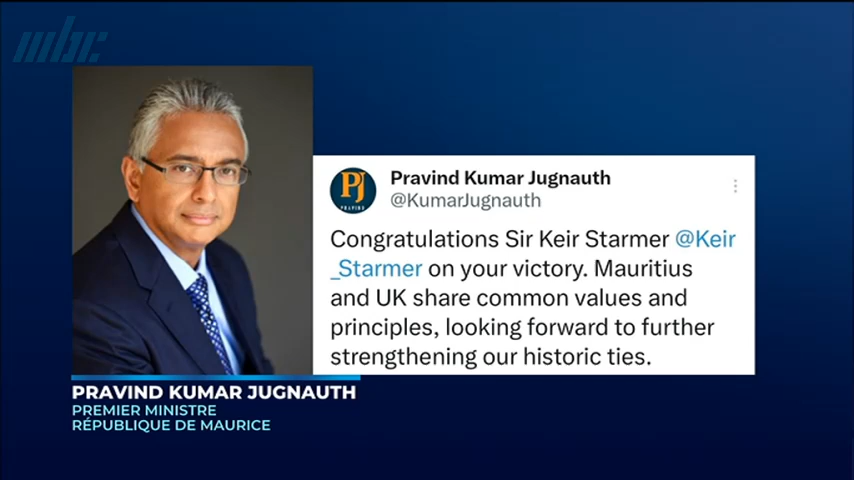 mbc
PJ
PRAVIND
Pravind Kumar Jugnauth
@KumarJugnauth
Congratulations Sir Keir Starmer @Keir
_Starmer on your victory. Mauritius
and UK share common values and
principles, looking forward to further
strengthening our historic ties.
PRAVIND KUMAR JUGNAUTH
PREMIER MINISTRE
RÉPUBLIQUE DE MAURICE